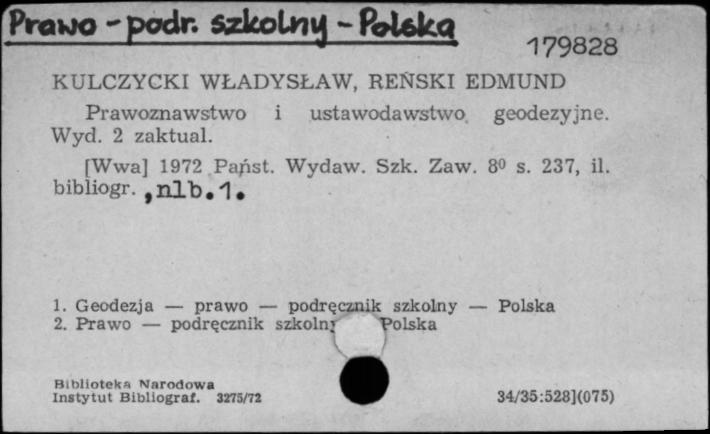 Prawo - podr. szkolny - Polska
179828
KULCZYCKI WŁADYSŁAW, REŃSKI EDMUND
Prawoznawstwo i ustawodawstwo geodezyjne.
Wyd. 2 zaktual.
[Wwa] 1972 Państ. Wydaw. Szk. Zaw. 8⁰ s. 237, il.
bibliogr. , nlb. 1.
1. Geodezja — prawo — podręcznik szkolny — Polska
2. Prawo — podręcznik szkolny Polska
Biblioteka Narodowa
Instytut Bibliograf. 3275/72
34/35:528](075)